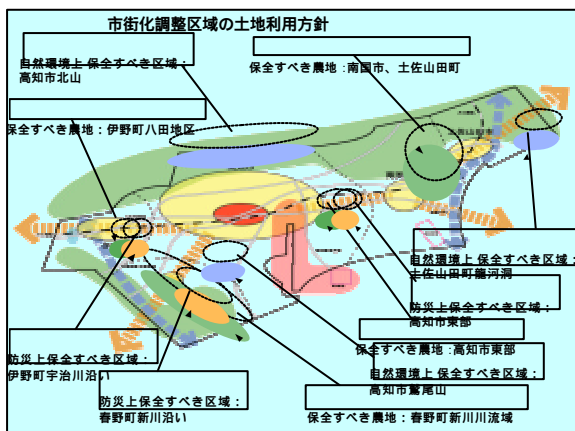 市街化調整区域の土地利用方針
自然環境上保全すべき区域：
高知市北山
保全すべき農地：南国市、土佐山田町
保全すべき農地：伊野町八田地区
自然環境上保全すべき区域：
土佐山田町龍河洞
防災上保全すべき区域：
高知市東部
保全すべき農地：高知市東部
自然環境上保全すべき区域：
高知市鷲尾山
防災上保全すべき区域：
伊野町宇治川沿い
防災上保全すべき区域：
春野町新川沿い
保全すべき農地：春野町新川川流域